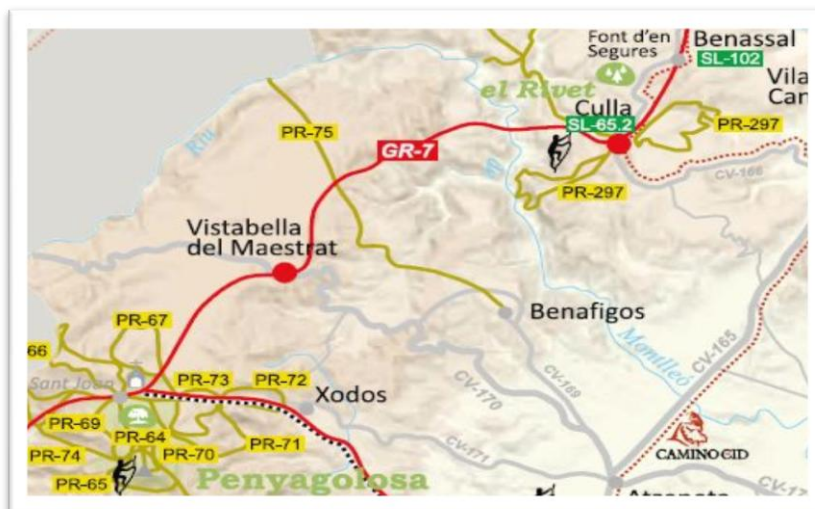 Font d'en
Segures
Benassal
SL-102
el Rivet
Vila
Culla
SL-65.2
PR-75
PR-297
Riu
GR-7
CV-166
PR-297
Vistabella
del Maestrat
Benafigos
PR-67
66
Montlleó
CV-165
Sant Joan
PR-73
PR-72
Xodos
CV-170
CV-169
PR-69
PR-64
PR-70
PR-71
CV-171
CAMINO CID
PR-74
PR-65
Penyagolosa
CV-17